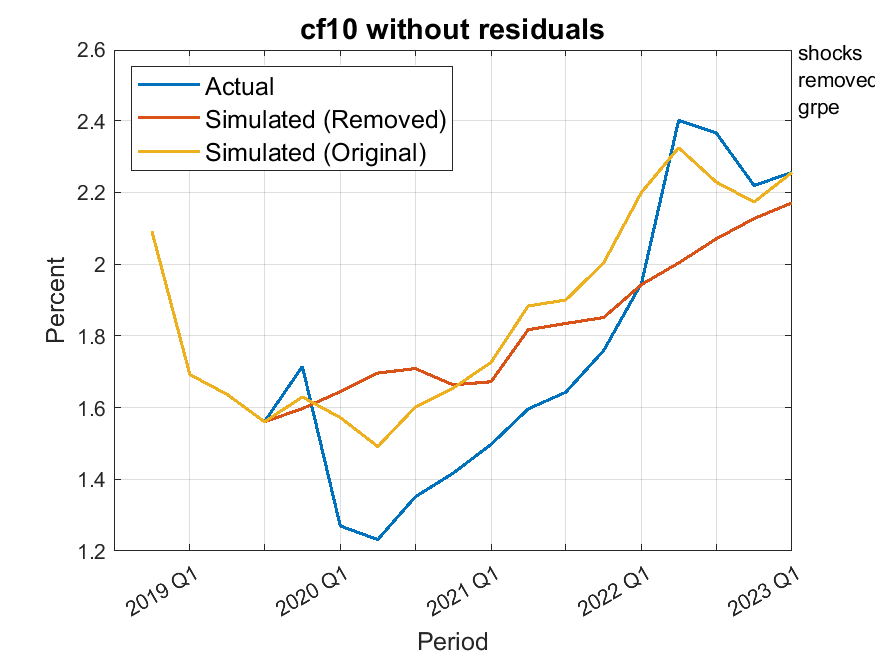 cf10 without residuals
shocks
removed
grpe
Actual
Simulated (Removed)
Simulated (Original)
2.6
2.4
2.2
2
1.8
1.6
1.4
1.2
Percent
2019 Q1
2020 Q1
2021 Q1
2022 Q1
2023 Q1
Period